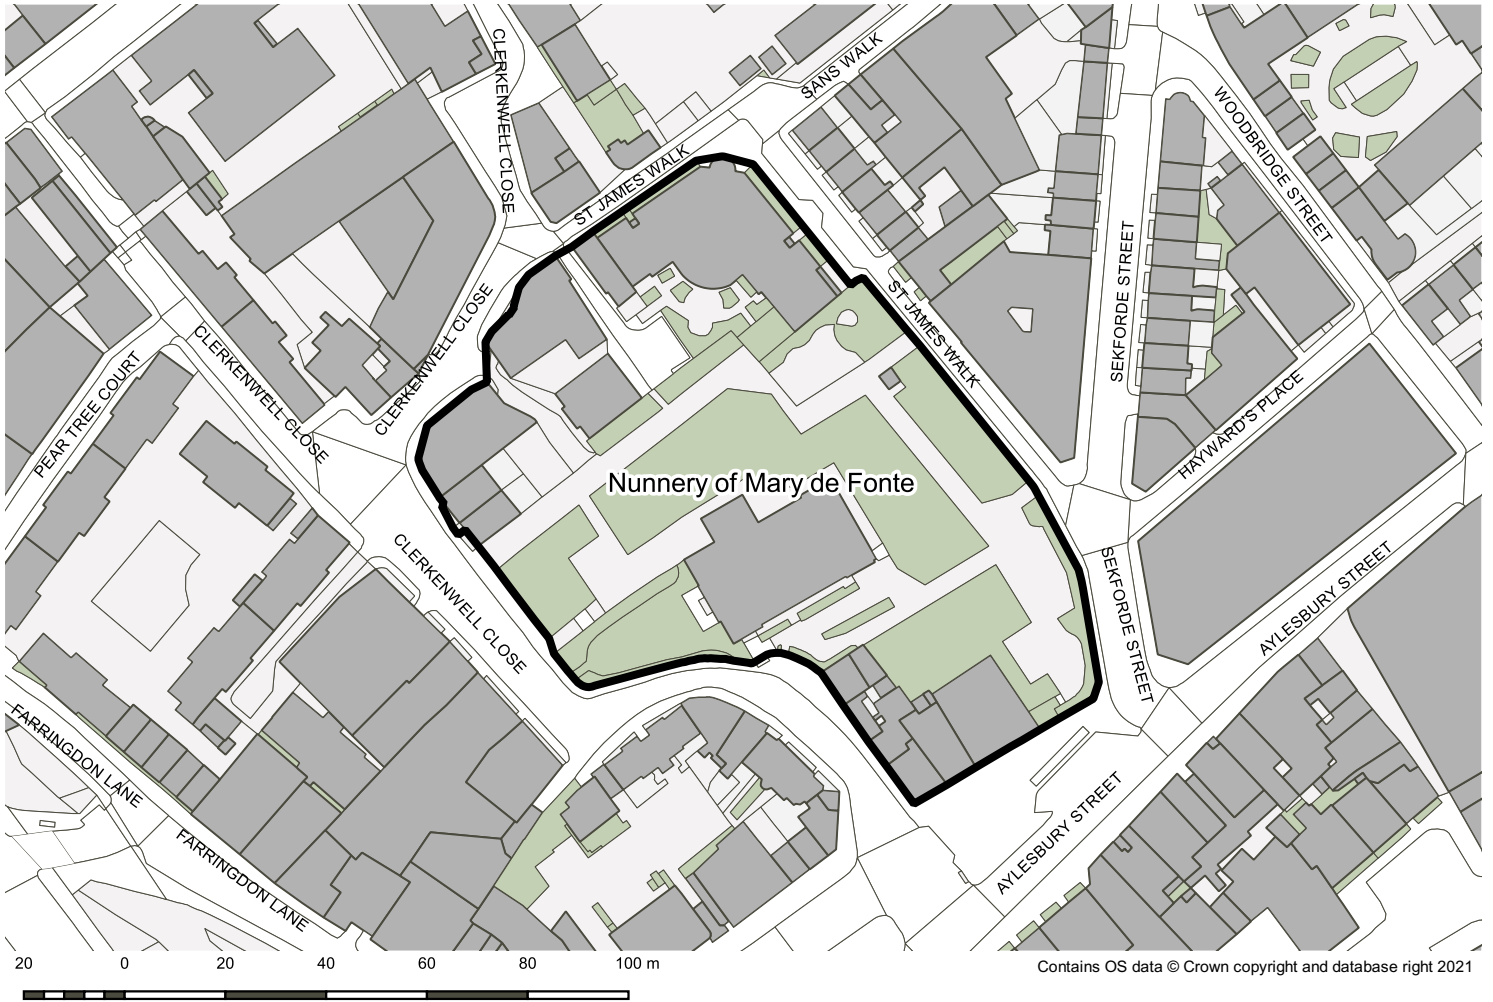 CLERKENWELL CLOSE
SANS WALK
WOODBRIDGE STREET
ST JAMES WALK
SEKFORDE STREET
ST JAMES WALK
CLERKENWELL CLOSE
CLERKENWELL CLOSE
PEAR TREE COURT
HAYWARD'S PLACE
Nunnery of Mary de Fonte
CLERKENWELL CLOSE
SEKFORDE STREET
AYLESBURY STREET
FARRINGDON LANE
AYLESBURY STREET
FARRINGDON LANE
20 0 20 40 60 80 100 m
Contains OS data © Crown copyright and database right 2021